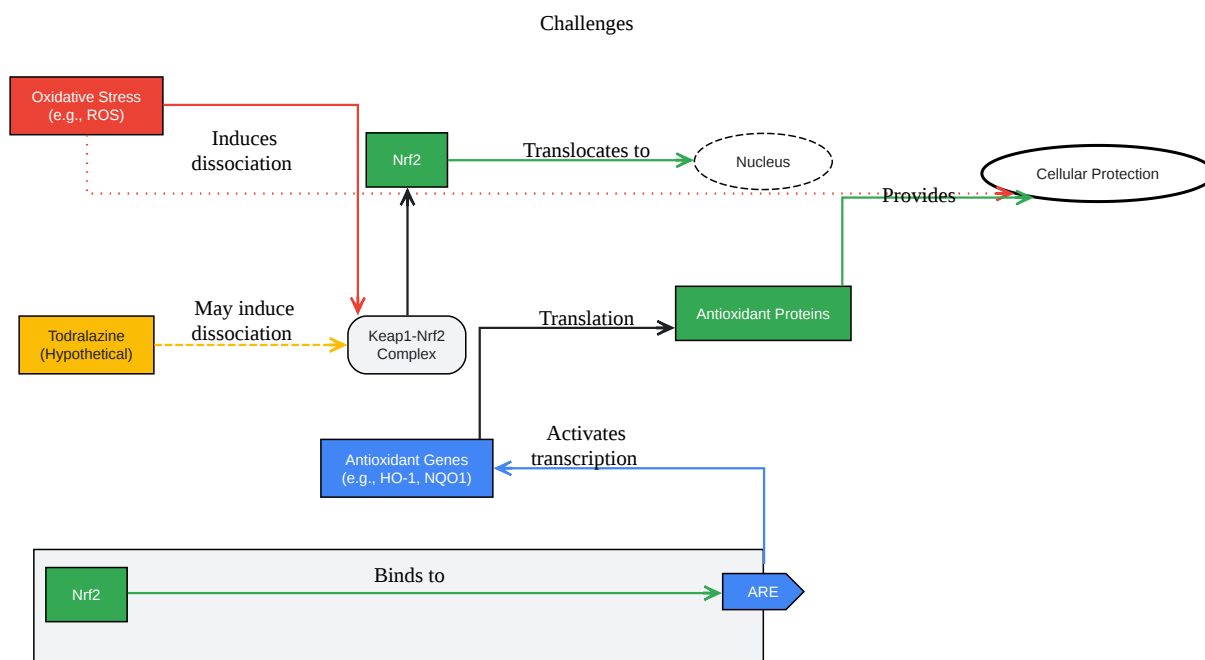 Challenges
Oxidative Stress
(e.g., ROS)
Induces
dissociation
Nrf2
Translocates to
Nucleus
Cellular Protection
Provides
Todralazine
(Hypothetical)
May induce
dissociation
Keap1-Nrf2
Complex
Translation
Antioxidant Proteins
Antioxidant Genes
(e.g., HO-1, NQO1)
Activates
transcription
Nrf2
Binds to
ARE